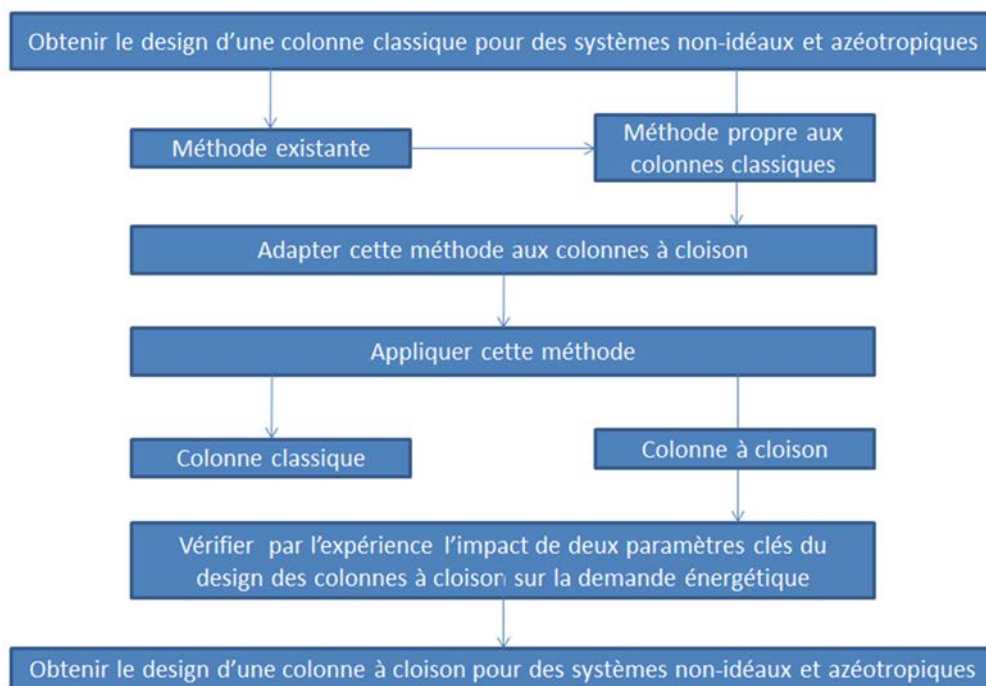 Obtenir le design d'une colonne classique pour des systèmes non-idéaux et azéotropiques
Méthode existante
Méthode propre aux
colonnes classiques
Adapter cette méthode aux colonnes à cloison
Appliquer cette méthode
Colonne classique
Colonne à cloison
Vérifier par l'expérience l'impact de deux paramètres clés du
design des colonnes à cloison sur la demande énergétique
Obtenir le design d'une colonne à cloison pour des systèmes non-idéaux et azéotropiques